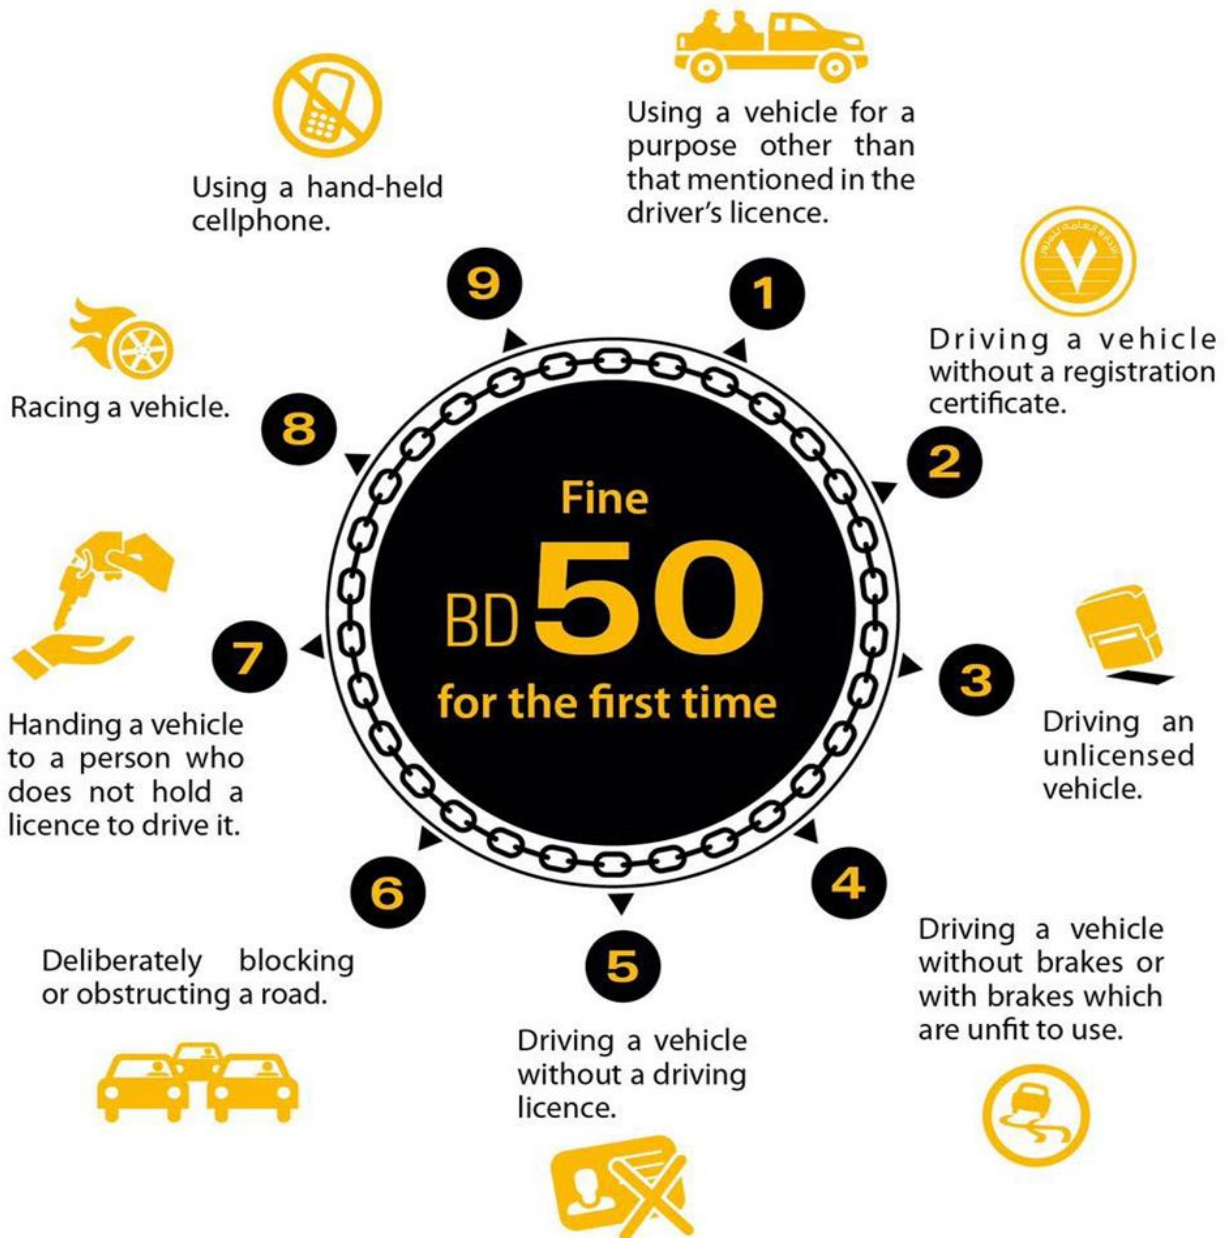 Using a vehicle for a
purpose other than
that mentioned in the
driver's licence.
1
الإدارة العامة للمرور
Driving a vehicle
without a registration
certificate.
2
3
Driving an
unlicensed
vehicle.
4
Driving a vehicle
without brakes or
with brakes which
are unfit to use.
5
Driving a vehicle
without a driving
licence.
6
Deliberately blocking
or obstructing a road.
7
Handing a vehicle
to a person who
does not hold a
licence to drive it.
8
Racing a vehicle.
9
Using a hand-held
cellphone.
Fine
BD 50
for the first time